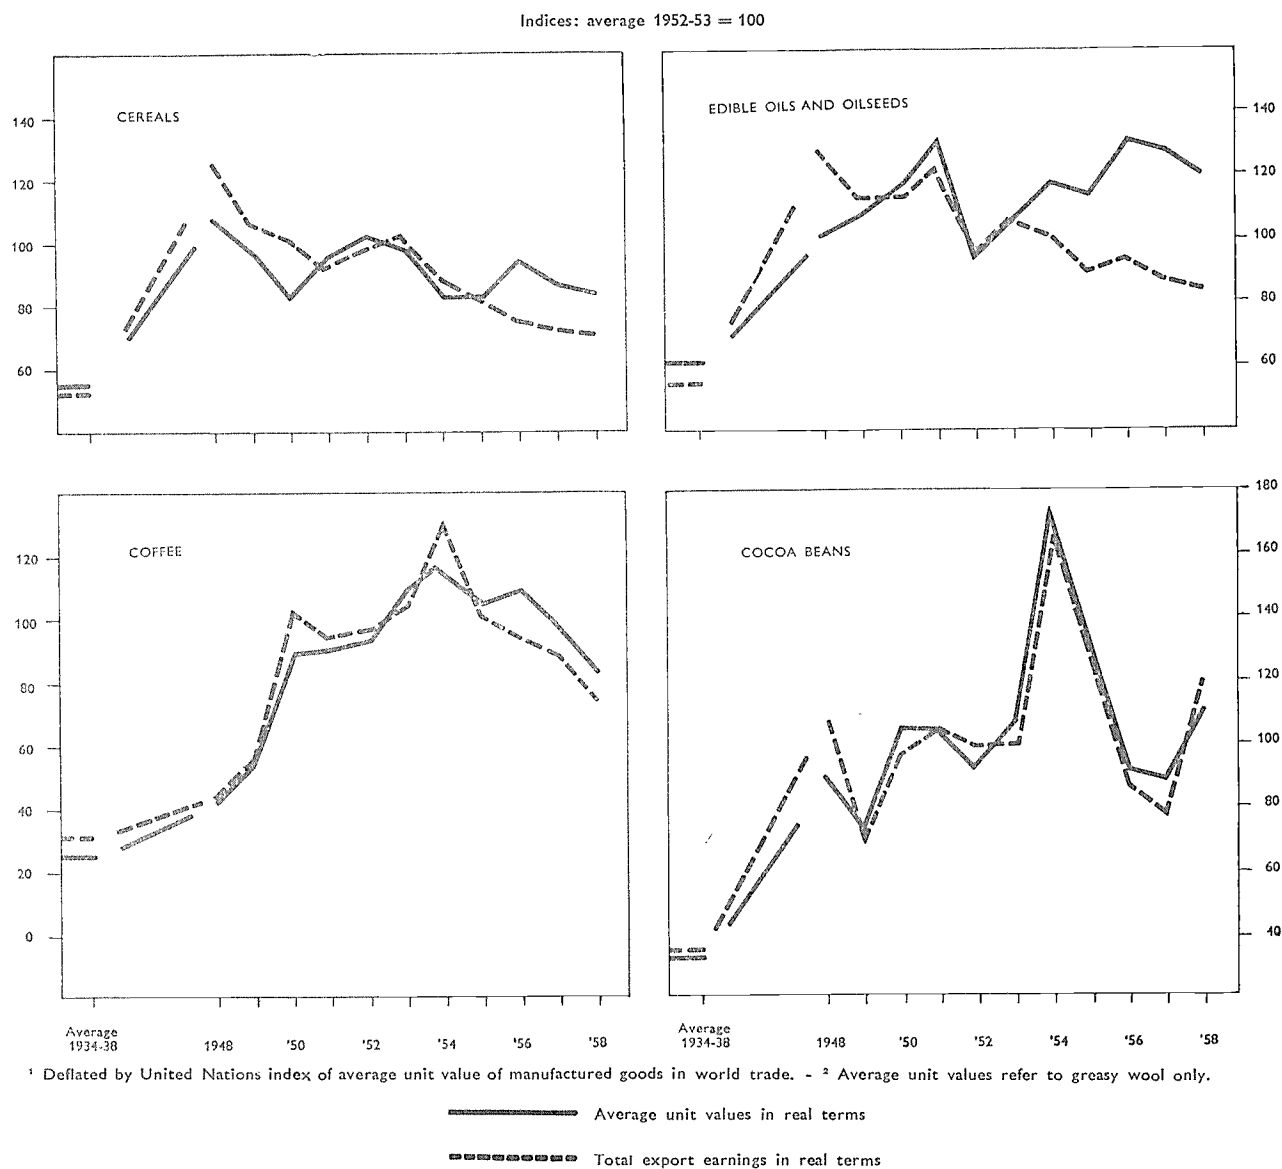 Indices: average 1952-53 = 100
CEREALS
140
120
100
80
60
EDIBLE OILS AND OILSEEDS
140
120
100
80
60
COFFEE
120
100
80
60
40
20
0
COCOA BEANS
180
160
140
120
100
80
60
40
Average
1934-38 1948 '50 '52 '54 '56 '58
Average
1934-38 1948 '50 '52 '54 '56 '58
¹ Deflated by United Nations index of average unit value of manufactured goods in world trade. - ² Average unit values refer to greasy wool only.
Average unit values in real terms
Total export earnings in real terms